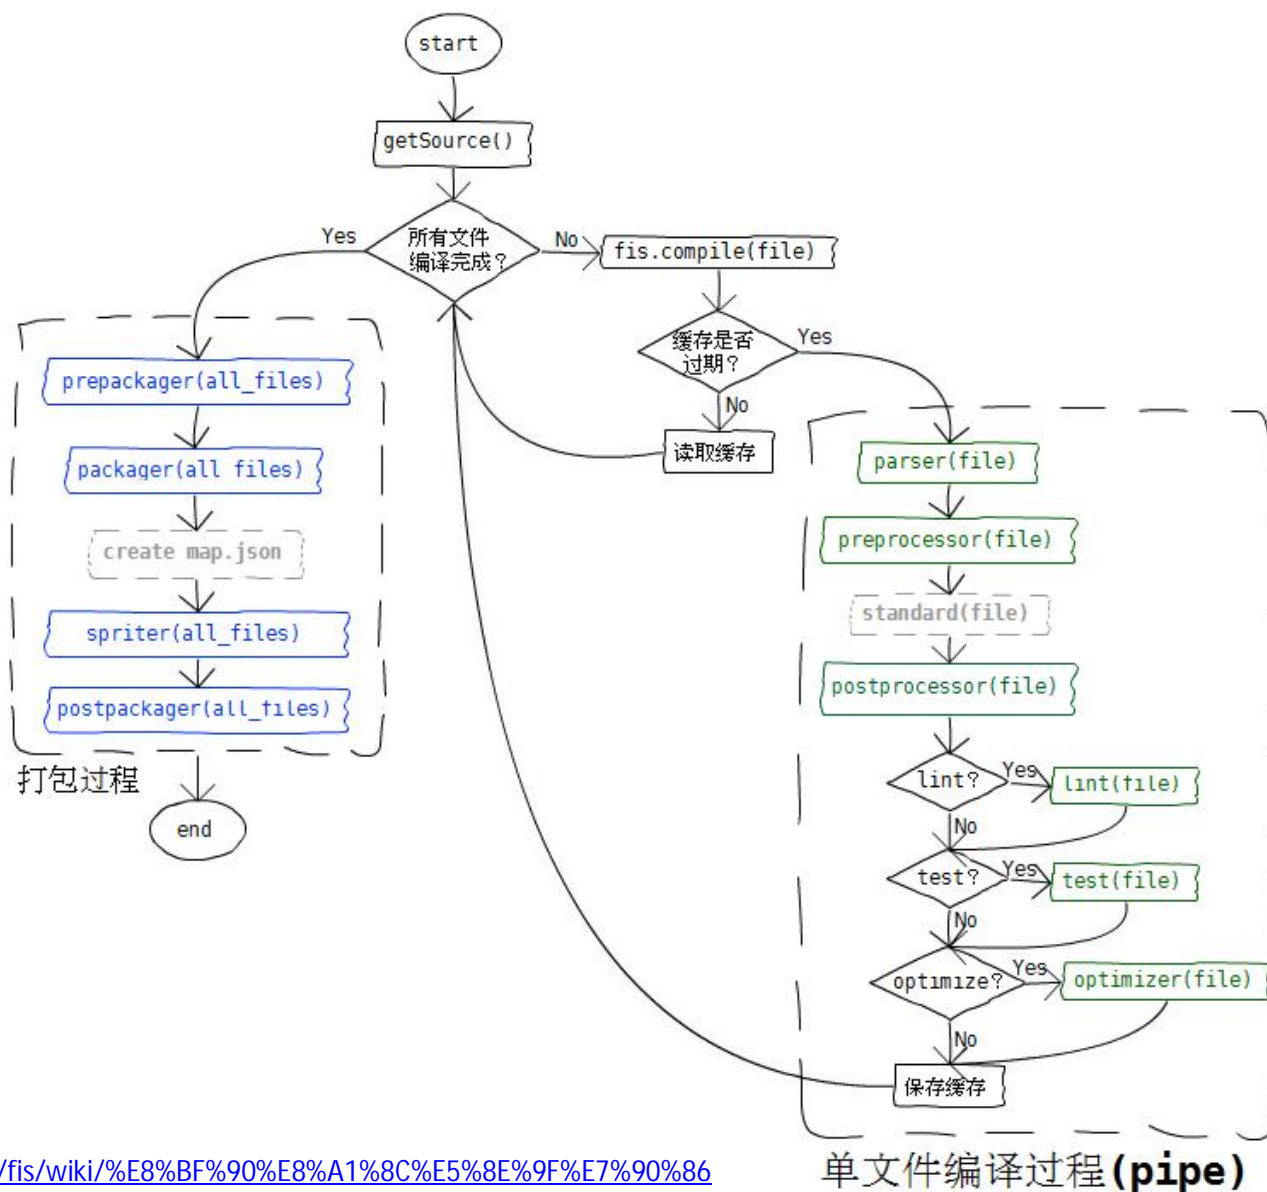 start
getSource()
所有文件
编译完成？
Yes
No
fis.compile(file)
缓存是否
过期？
Yes
No
读取缓存
prepackager(all_files)
packager(all files)
create map.json
spriter(all_files)
postpackager(all_files)
打包过程
end
parser(file)
preprocessor(file)
standard(file)
postprocessor(file)
lint?
Yes
lint(file)
No
test?
Yes
test(file)
No
optimize?
Yes
optimizer(file)
No
保存缓存
单文件编译过程(pipe)
/fis/wiki/%E8%BF%90%E8%A1%8C%E5%8E%9F%E7%90%86